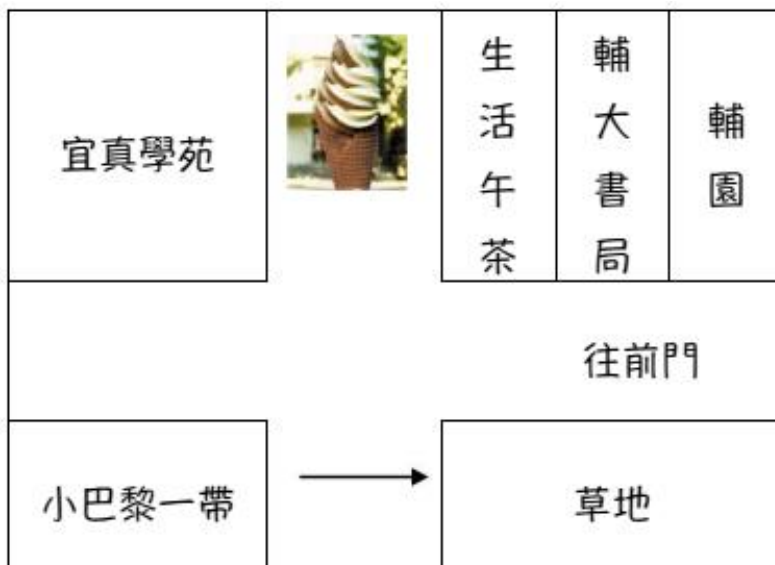 宜真學苑
生活午茶
輔大書局
輔園
往前門
小巴黎一帶
草地